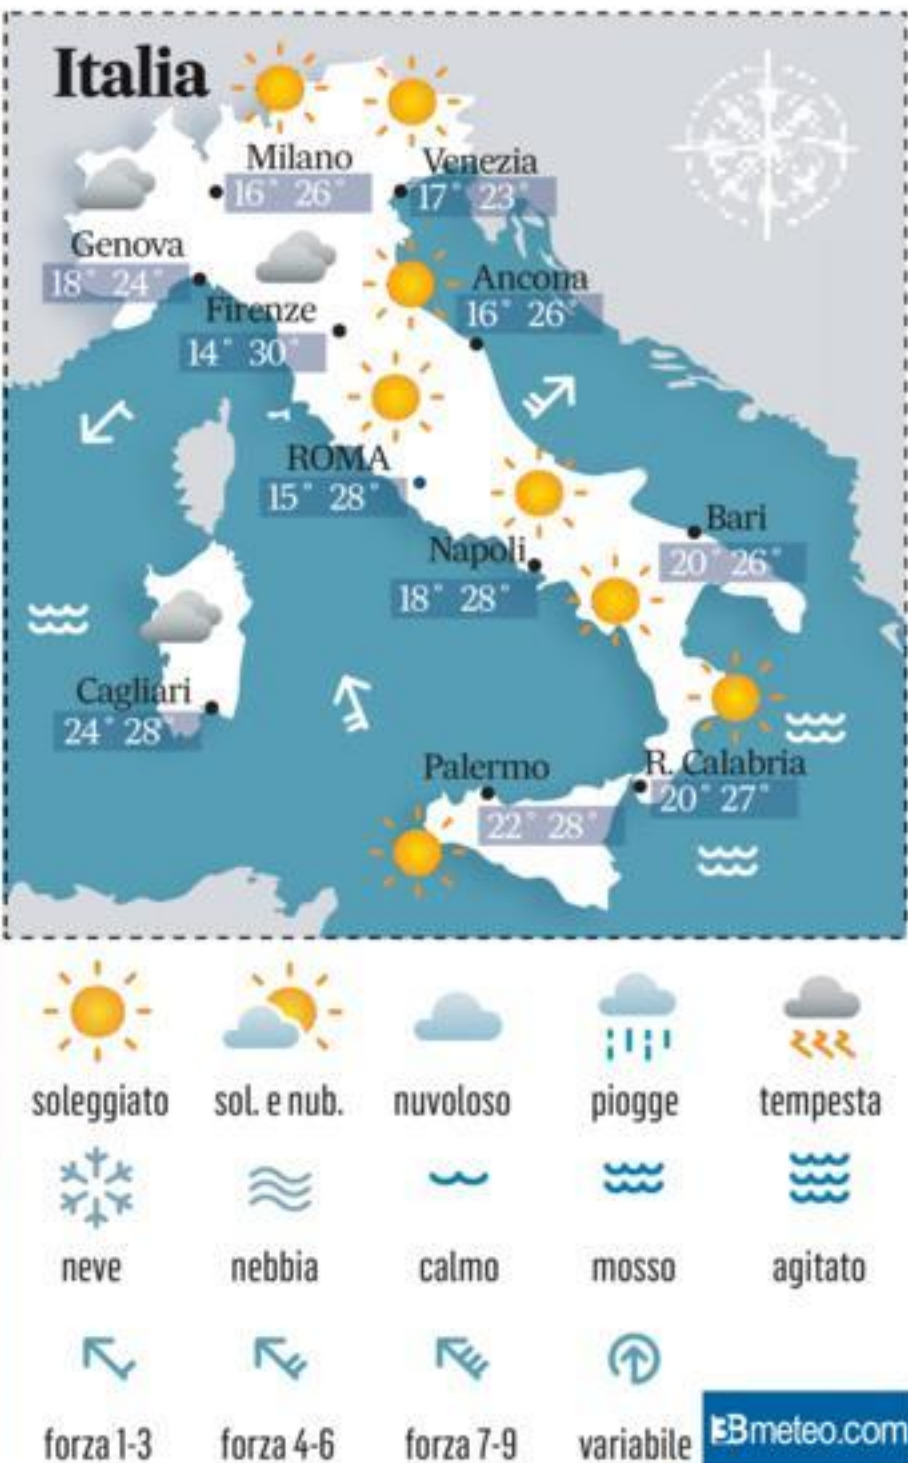 Italia
Milano
16° 26°
Venezia
17° 23°
Genova
18° 24°
Firenze
14° 30°
Ancona
16° 26°
ROMA
15° 28°
Napoli
18° 28°
Bari
20° 26°
Cagliari
24° 28°
Palermo
22° 28°
R. Calabria
20° 27°
soleggiato
sol. e nub.
nuvoloso
piogge
tempesta
neve
nebbia
calmo
mosso
agitato
forza 1-3
forza 4-6
forza 7-9
variabile
3Bmeteo.com